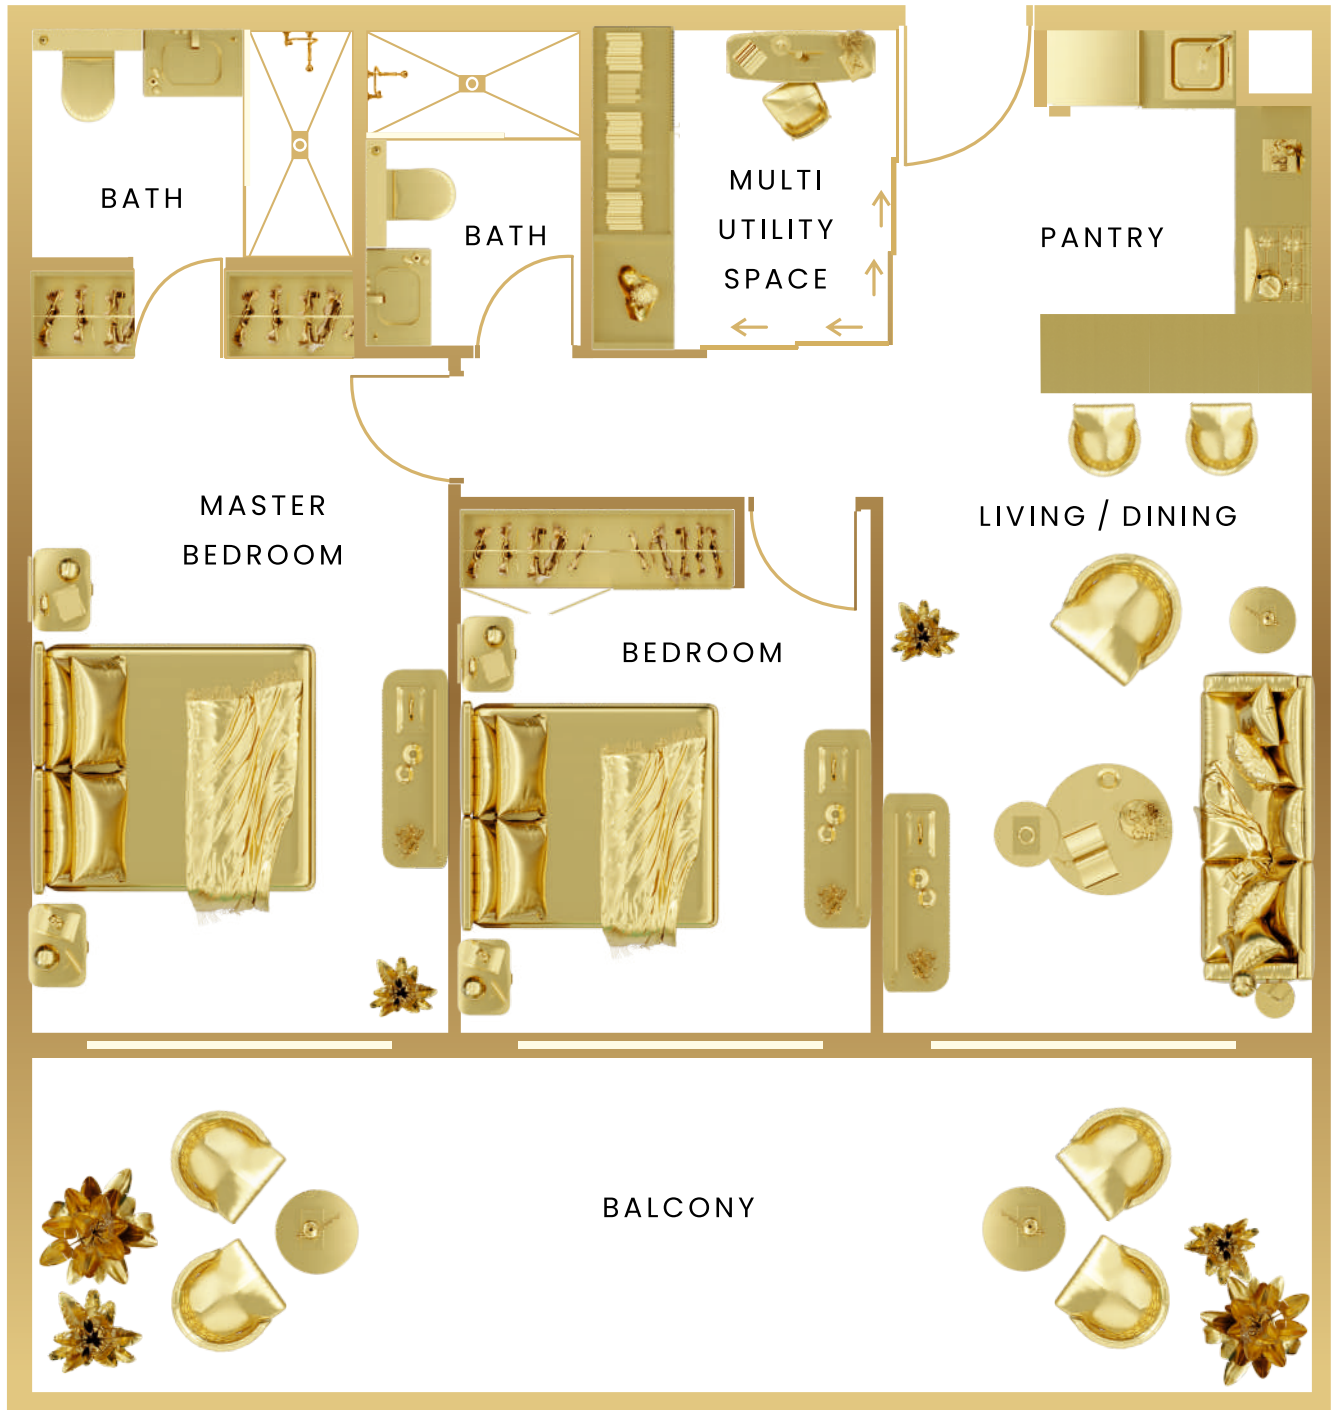 BATH
BATH
MULTI
UTILITY
SPACE
PANTRY
MASTER
BEDROOM
LIVING / DINING
BEDROOM
BALCONY